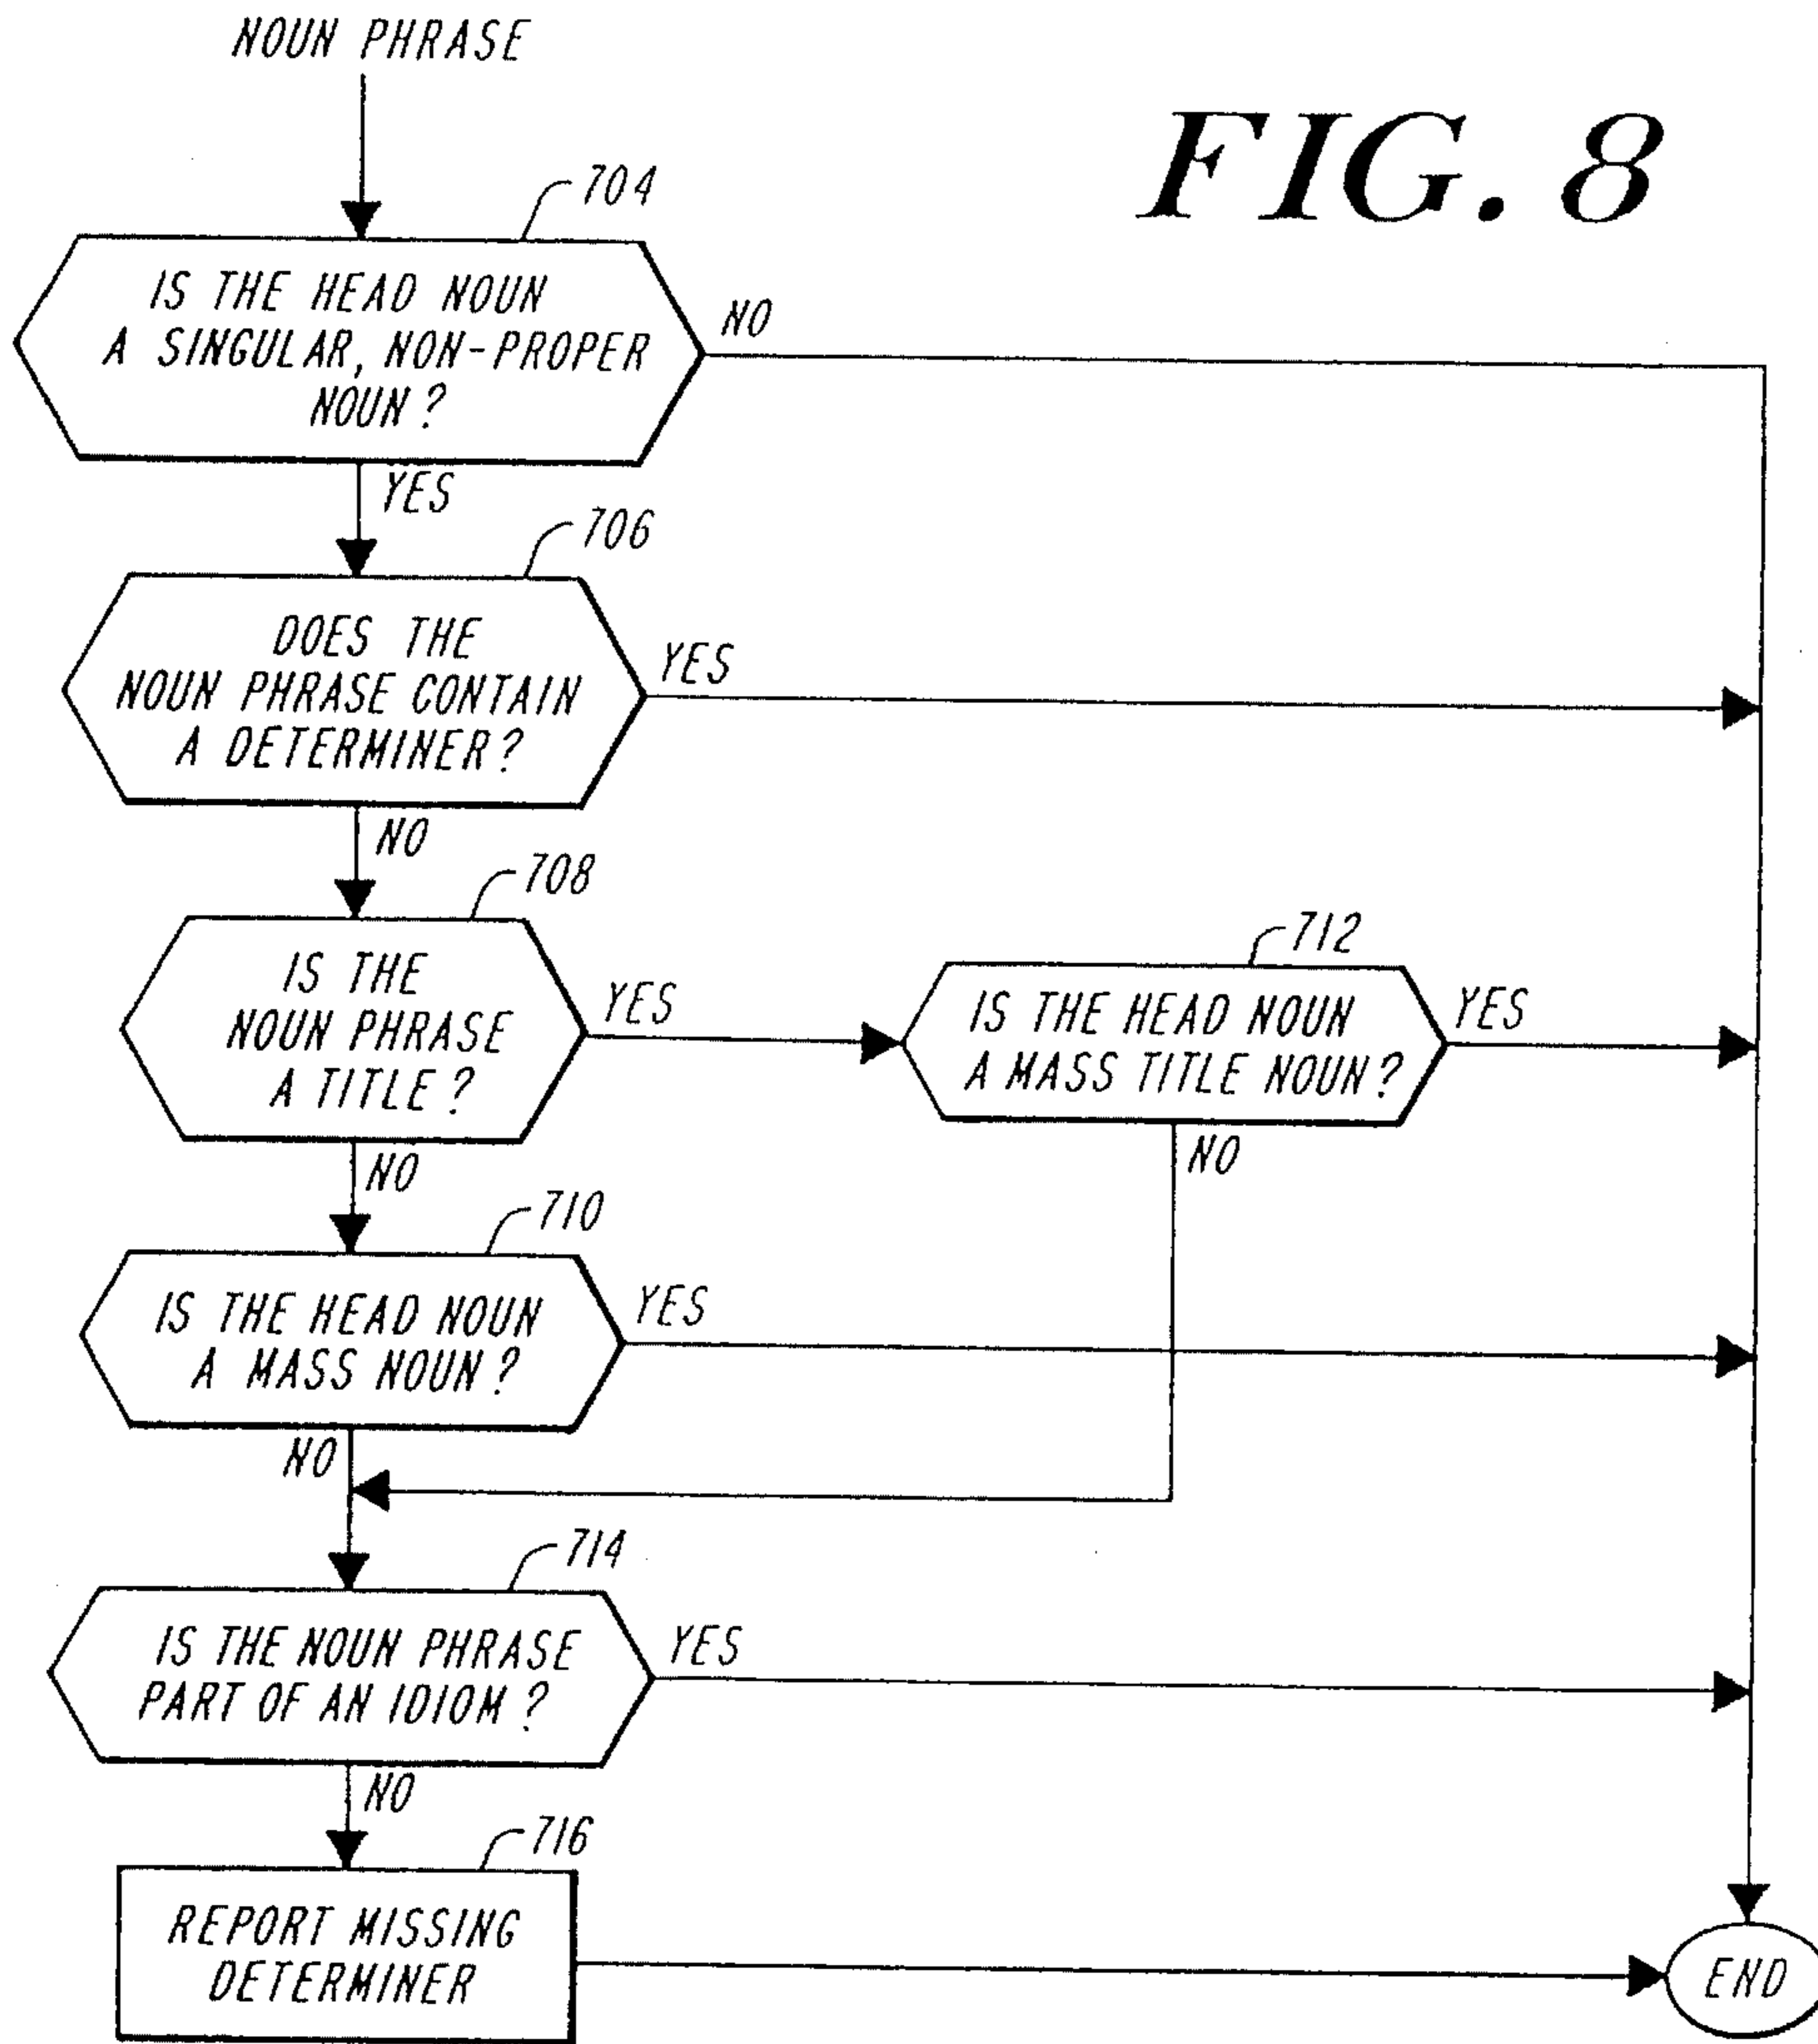 NOUN PHRASE
FIG. 8
704
IS THE HEAD NOUN
A SINGULAR, NON-PROPER
NOUN?
NO
YES
706
DOES THE
NOUN PHRASE CONTAIN
A DETERMINER?
YES
NO
708
IS THE
NOUN PHRASE
A TITLE?
YES
712
IS THE HEAD NOUN
A MASS TITLE NOUN?
YES
NO
NO
710
IS THE HEAD NOUN
A MASS NOUN?
YES
NO
714
IS THE NOUN PHRASE
PART OF AN IDIOM?
YES
NO
716
REPORT MISSING
DETERMINER
END